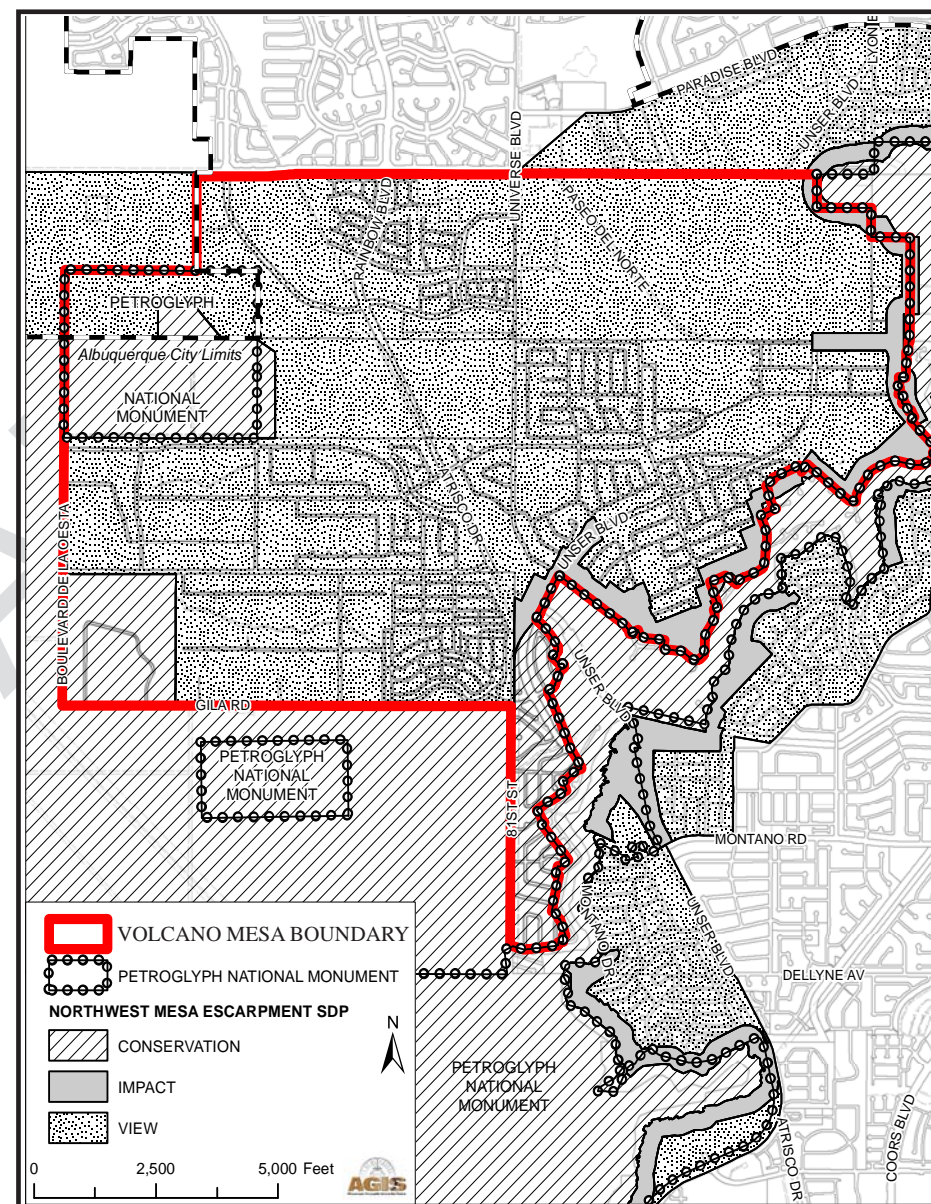 LYON
PARADISE BLVD
UNSER BLVD
UNIVERSE BLVD
RAINBOW BLVD
PASEO DEL NORTE
PETROGLYPH
Albuquerque City Limits
NATIONAL
MONUMENT
ATRISCO DR
BOULEVARD DE LA OESTA
UNSER BLVD
UNSER BLVD
GILA RD
PETROGLYPH
NATIONAL
MONUMENT
81ST ST
MONTANO RD
UNSER BLVD
DELLYNE AV
PETROGLYPH
NATIONAL
MONUMENT
ATRISCO DR
COORS BLVD
VOLCANO MESA BOUNDARY
PETROGLYPH NATIONAL MONUMENT
NORTHWEST MESA ESCARPMENT SDP
CONSERVATION
IMPACT
VIEW
N
0 2,500 5,000 Feet
AGIS